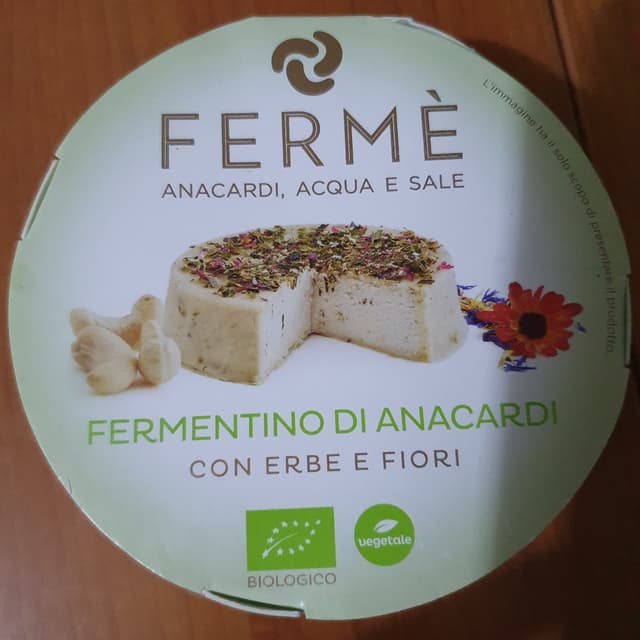 FERMÈ
ANACARDI, ACQUA E SALE
L'immagine ha il solo scopo di presentare il prodotto.
FERMENTINO DI ANACARDI
CON ERBE E FIORI
vegetale
BIOLOGICO